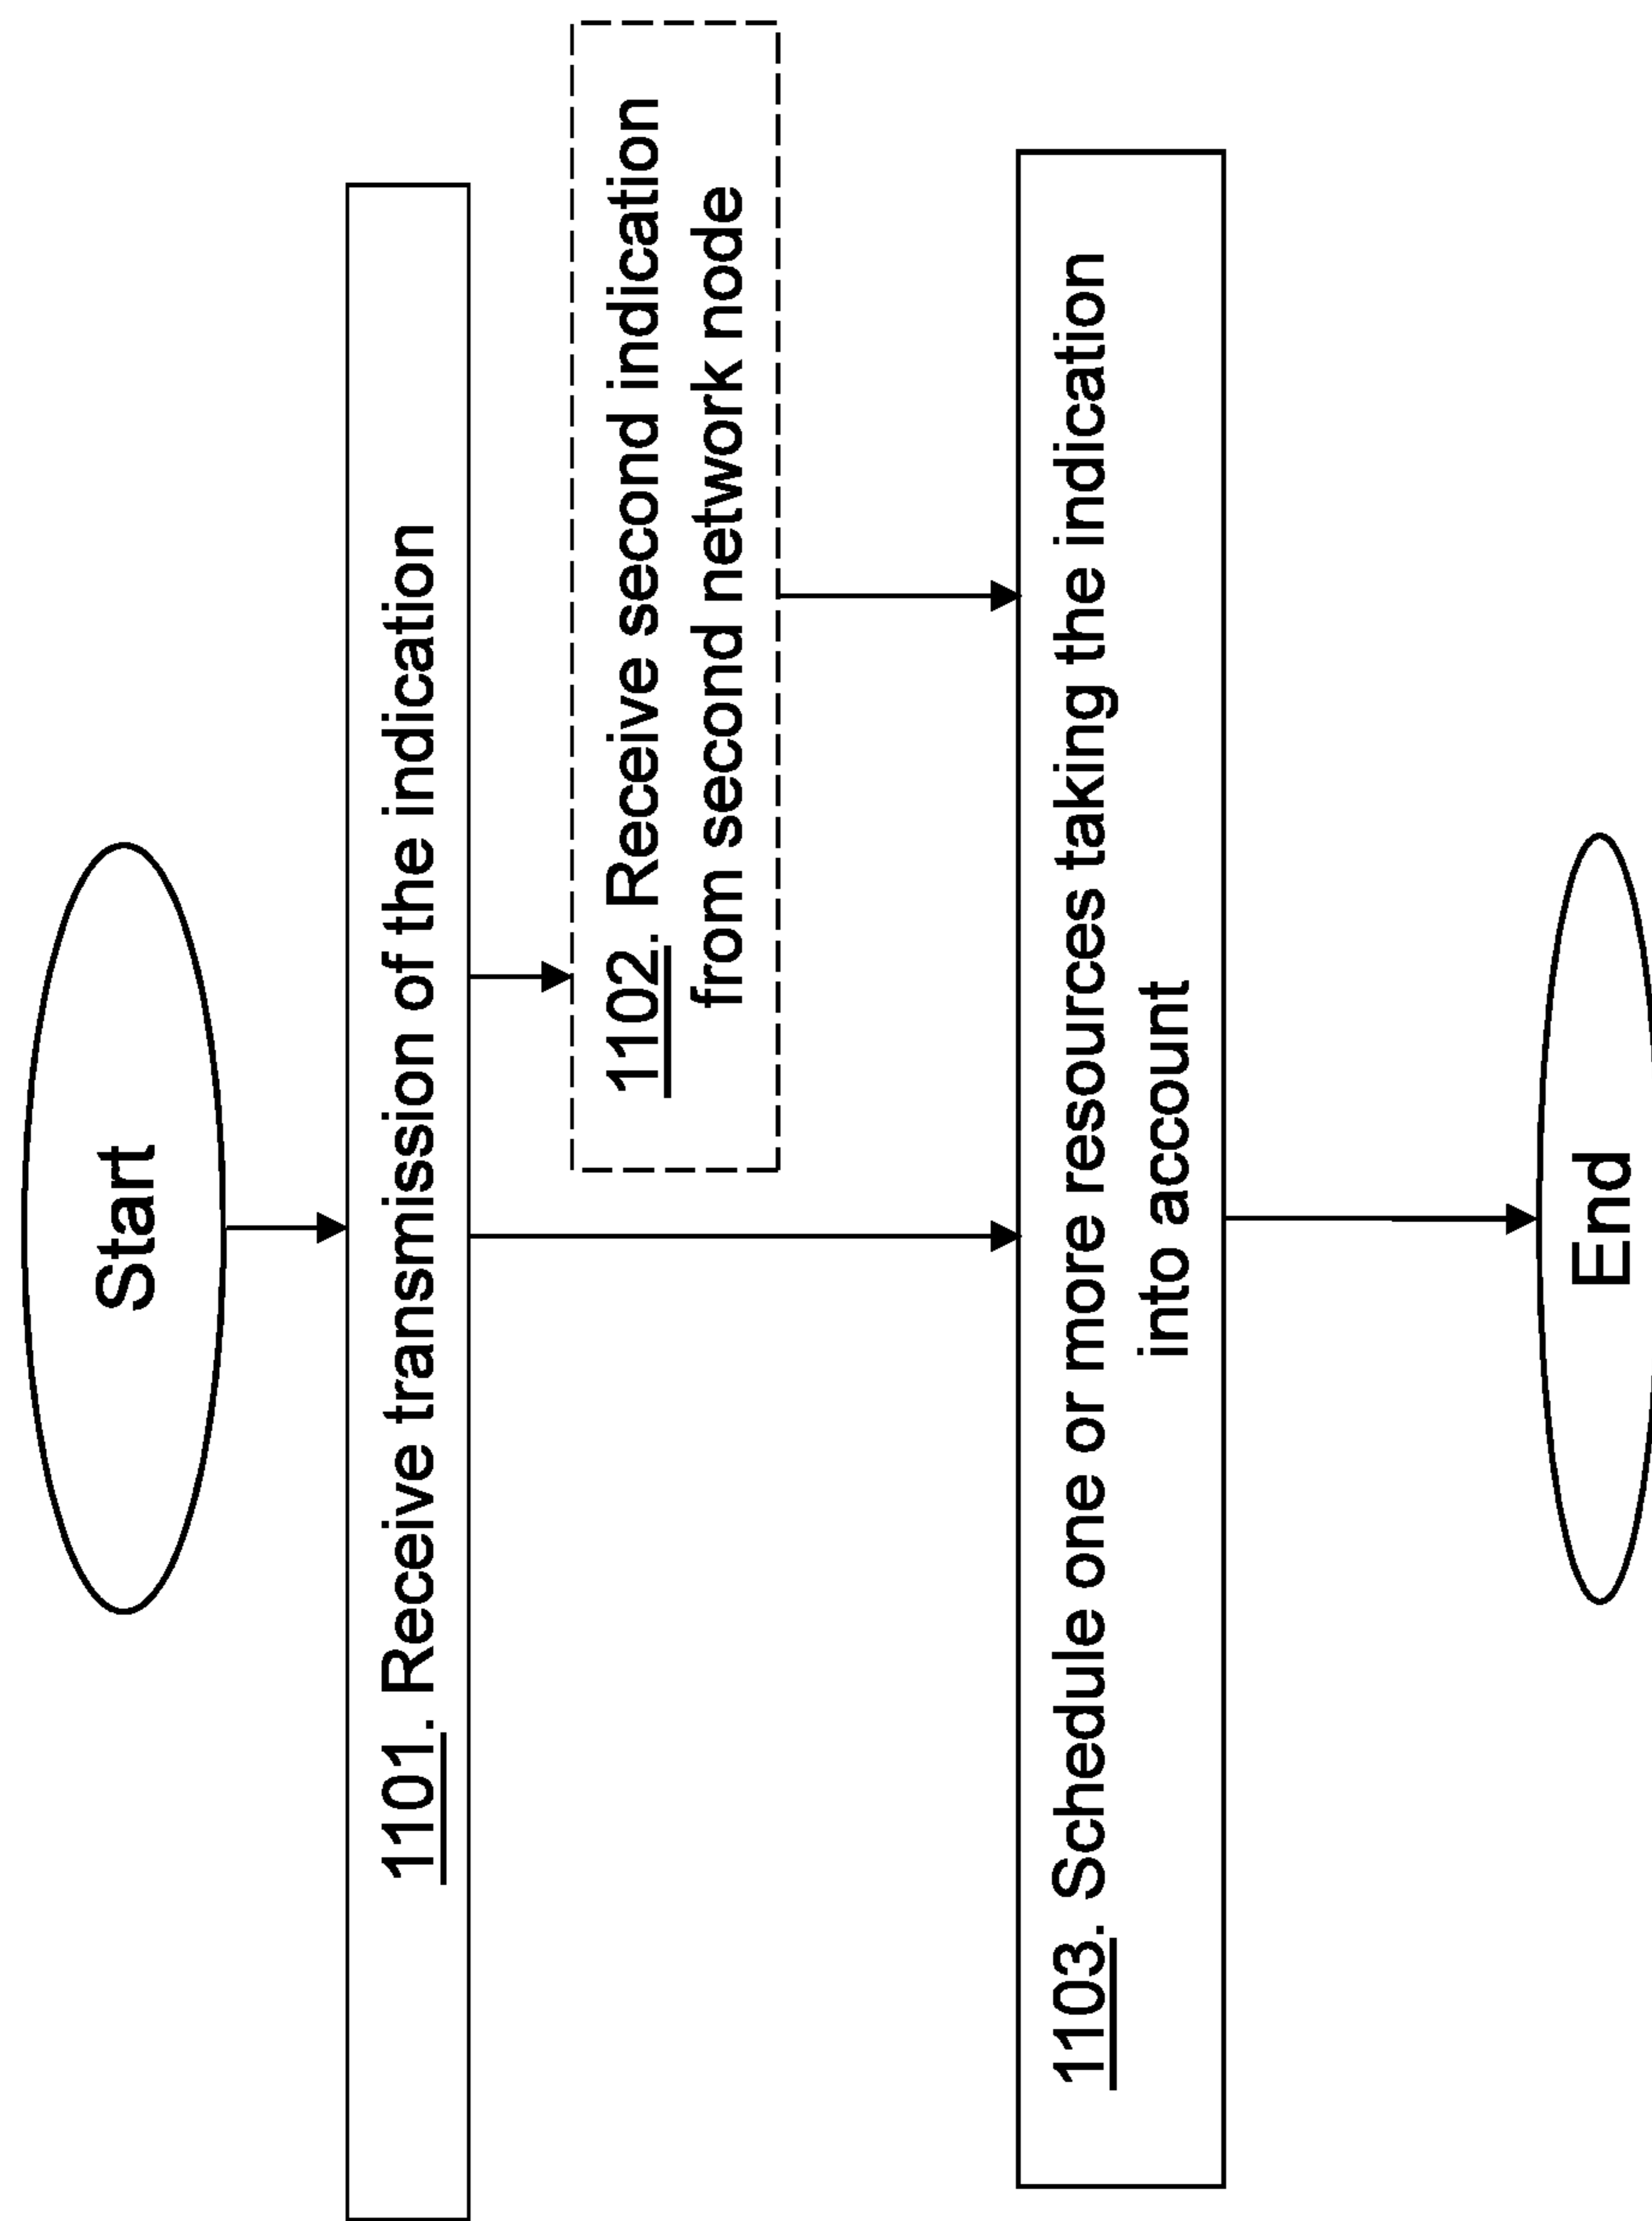 Start
1101. Receive transmission of the indication
1102. Receive second indication
from second network node
1103. Schedule one or more resources taking the indication
into account
End